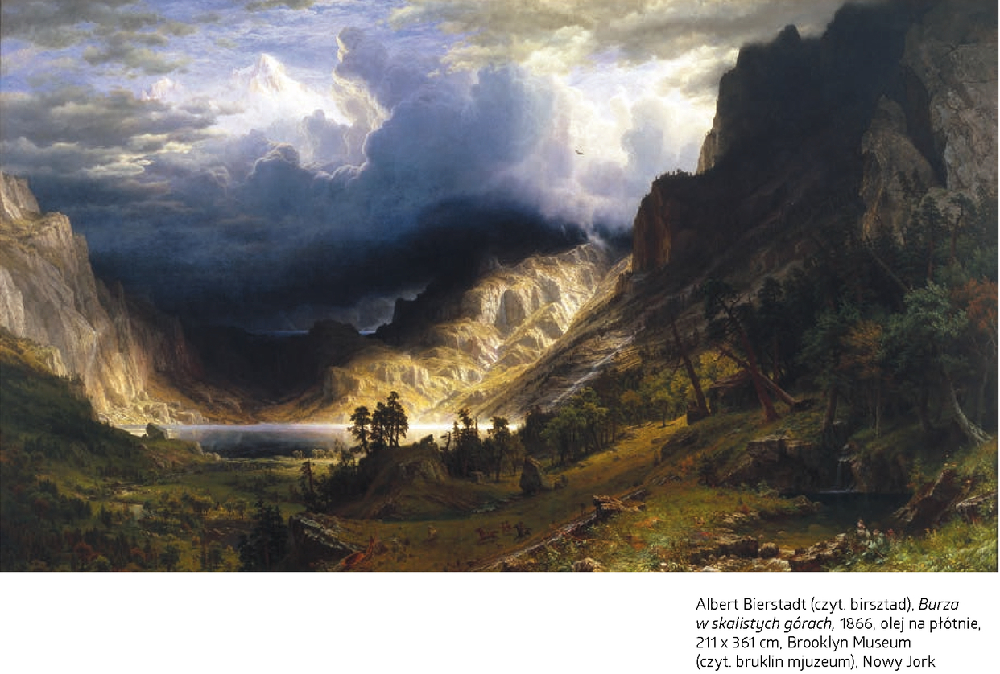 Albert Bierstadt (czyt. birsztad), Burza
w skalistych górach, 1866, olej na płótnie,
211 x 361 cm, Brooklyn Museum
(czyt. bruklin mjuzeum), Nowy Jork